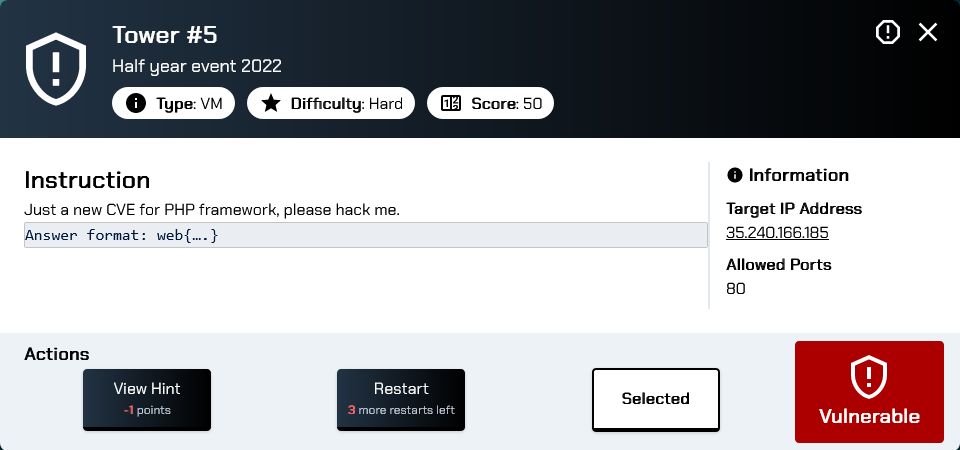 Tower #5
Half year event 2022
Type: VM
Difficulty: Hard
Score: 50
Instruction
Just a new CVE for PHP framework, please hack me.
Answer format: web{….}
Information
Target IP Address
35.240.166.185
Allowed Ports
80
Actions
View Hint
-1 points
Restart
3 more restarts left
Selected
Vulnerable